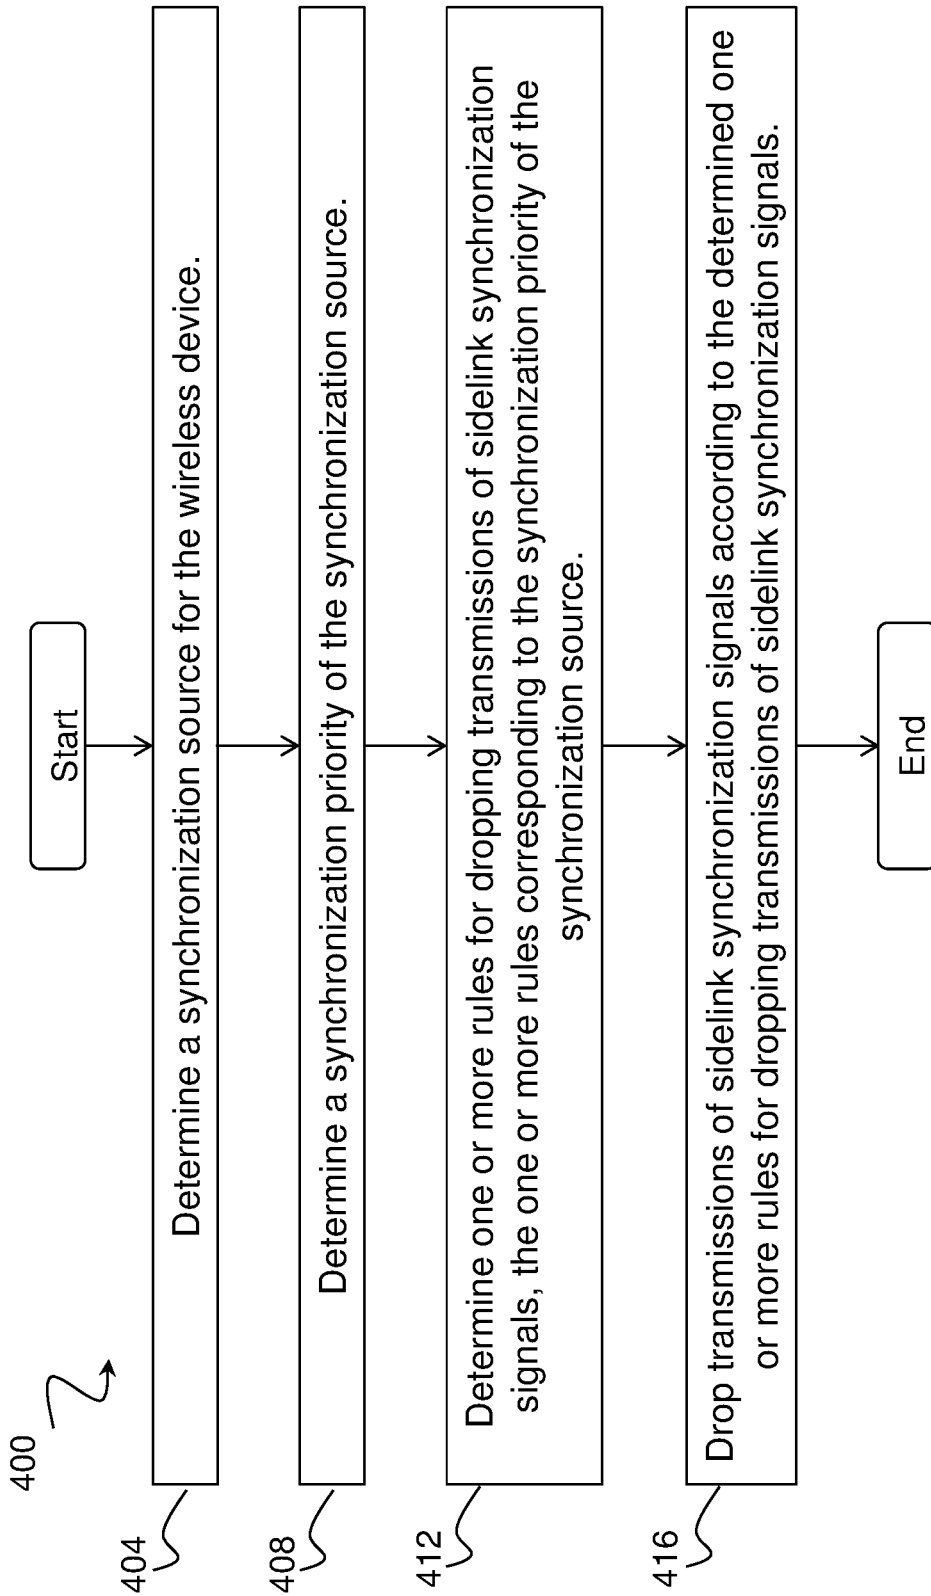 400
Start
404
Determine a synchronization source for the wireless device.
408
Determine a synchronization priority of the synchronization source.
412
Determine one or more rules for dropping transmissions of sidelink synchronization
signals, the one or more rules corresponding to the synchronization priority of the
synchronization source.
416
Drop transmissions of sidelink synchronization signals according to the determined one
or more rules for dropping transmissions of sidelink synchronization signals.
End